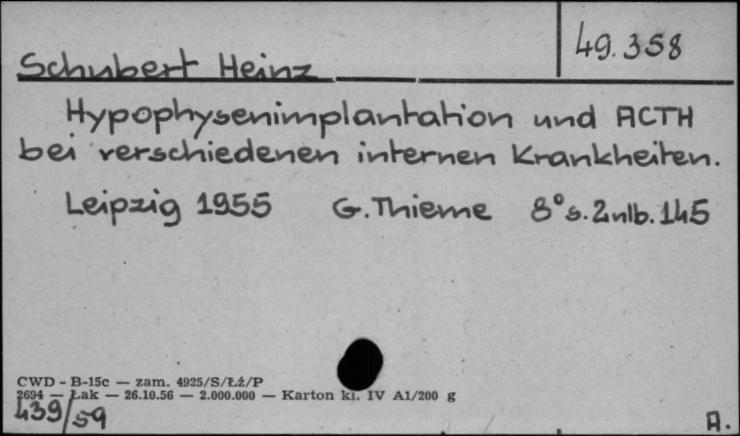 49.358
Schubert Heinz
Hypophysenimplantation und ACTH
bei verschiedenen internen Krankheiten.
Leipzig 1955 G. Thieme 8° s. 2nlb. 145
CWD - B-15c — zam. 4925/S/Łź/P
2694 — Łak — 26.10.56 — 2.000.000 — Karton kl. IV A1/200 g
439/59
A.